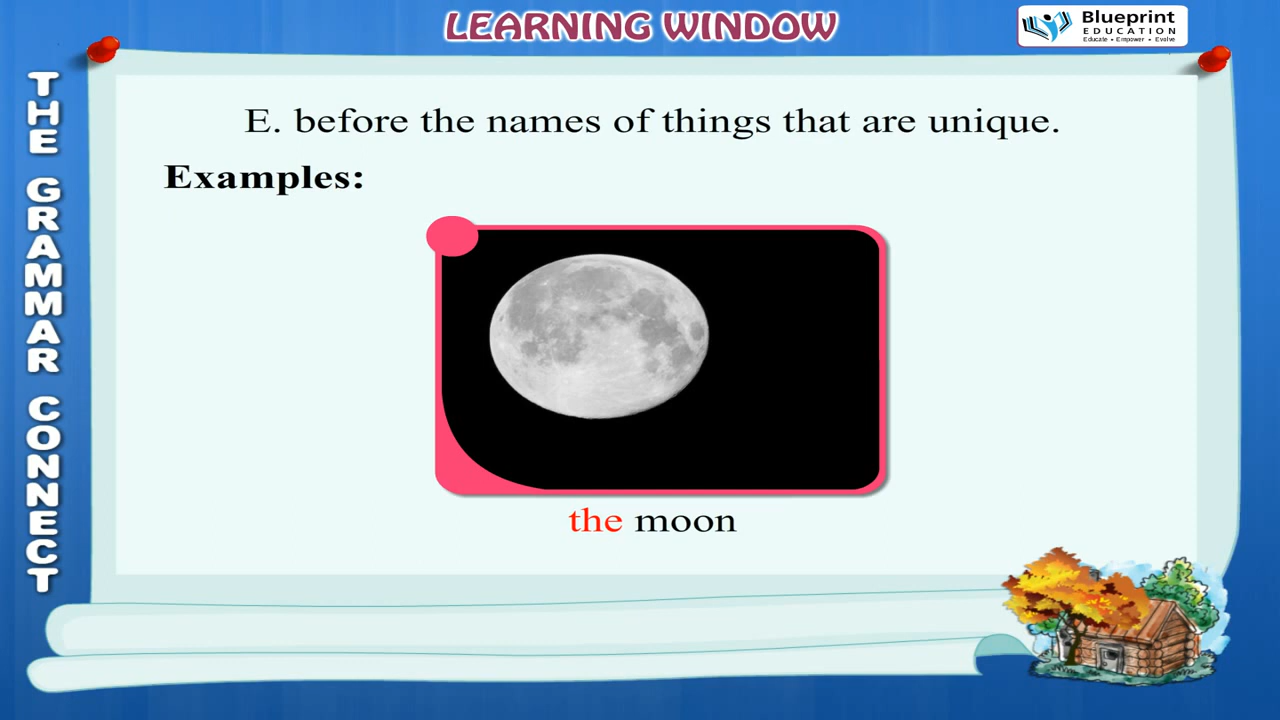 LEARNING WINDOW
Blueprint
EDUCATION
Educate • Empower • Evolve
THE GRAMMAR CONNECT
E. before the names of things that are unique.
Examples:
the moon